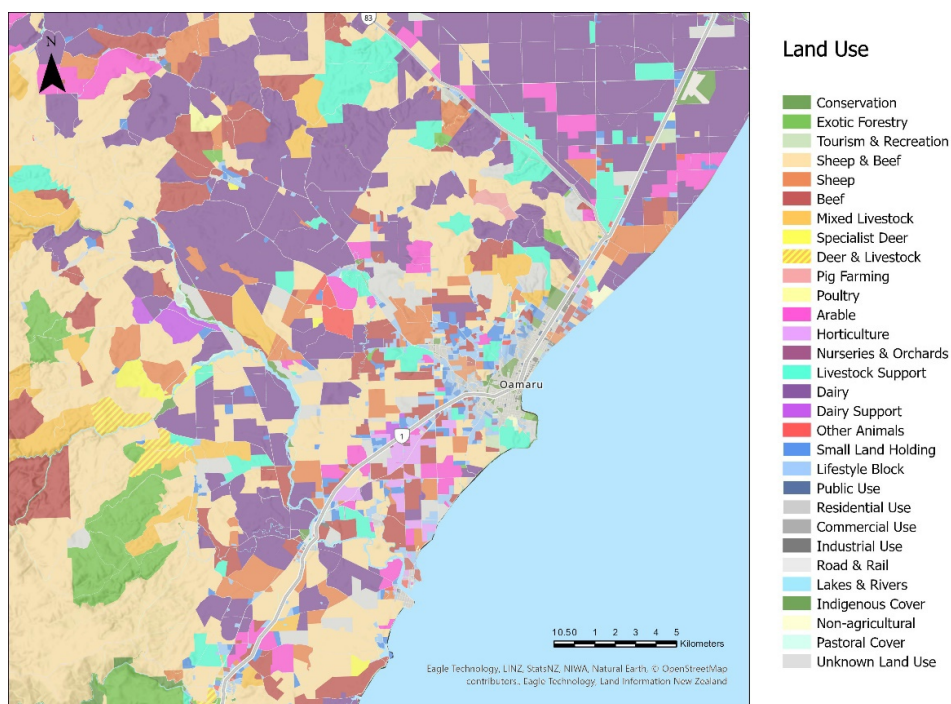 83
N
Oamaru
1
10.50 1 2 3 4 5
Kilometers
Eagle Technology, LINZ, StatsNZ, NIWA, Natural Earth, © OpenStreetMap
contributors., Eagle Technology, Land Information New Zealand
Land Use
Conservation
Exotic Forestry
Tourism & Recreation
Sheep & Beef
Sheep
Beef
Mixed Livestock
Specialist Deer
Deer & Livestock
Pig Farming
Poultry
Arable
Horticulture
Nurseries & Orchards
Livestock Support
Dairy
Dairy Support
Other Animals
Small Land Holding
Lifestyle Block
Public Use
Residential Use
Commercial Use
Industrial Use
Road & Rail
Lakes & Rivers
Indigenous Cover
Non-agricultural
Pastoral Cover
Unknown Land Use